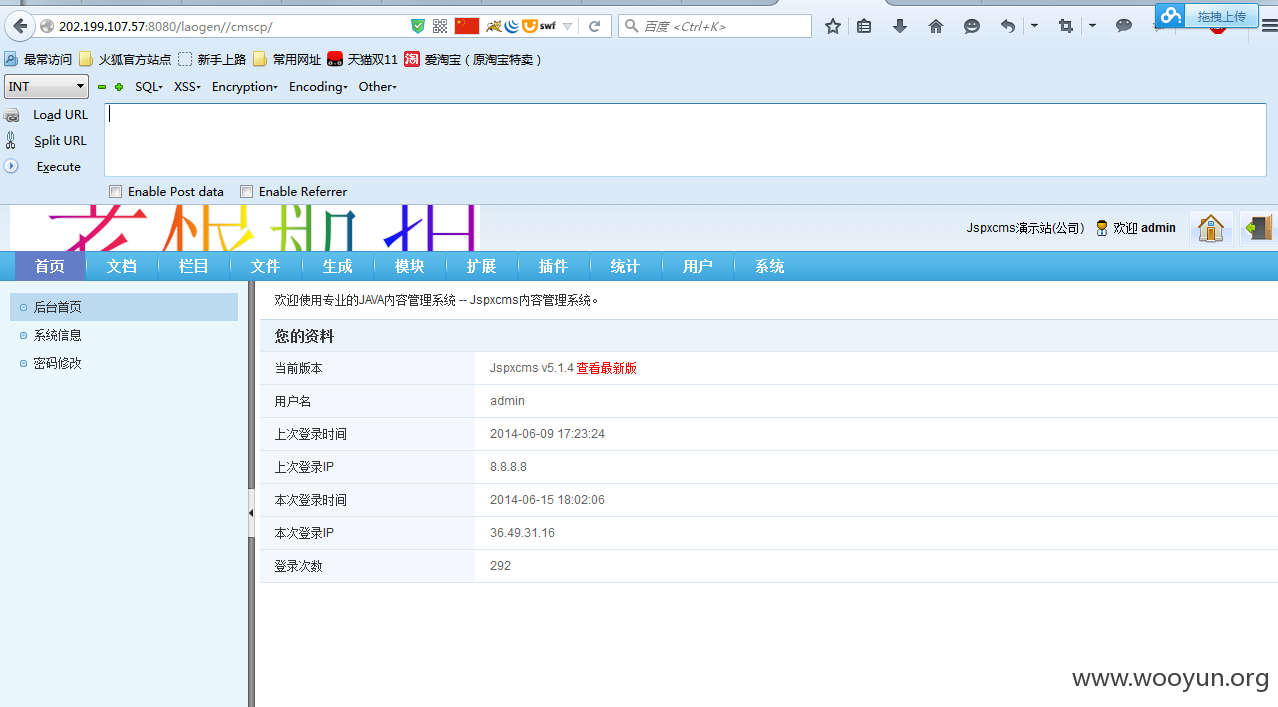 202.199.107.57:8080/laogen//cmscp/
swf
百度 <Ctrl+K>
拖拽上传
最常访问 火狐官方站点 新手上路 常用网址 天猫双11 淘 爱淘宝（原淘宝特卖）
INT SQL XSS Encryption Encoding Other
Load URL
Split URL
Execute
Enable Post data Enable Referrer
Jspxcms演示站(公司) 欢迎 admin
首页 文档 栏目 文件 生成 模块 扩展 插件 统计 用户 系统
后台首页
系统信息
密码修改
欢迎使用专业的JAVA内容管理系统 -- Jspxcms内容管理系统。
您的资料
当前版本 Jspxcms v5.1.4 查看最新版
用户名 admin
上次登录时间 2014-06-09 17:23:24
上次登录IP 8.8.8.8
本次登录时间 2014-06-15 18:02:06
本次登录IP 36.49.31.16
登录次数 292
www.wooyun.org